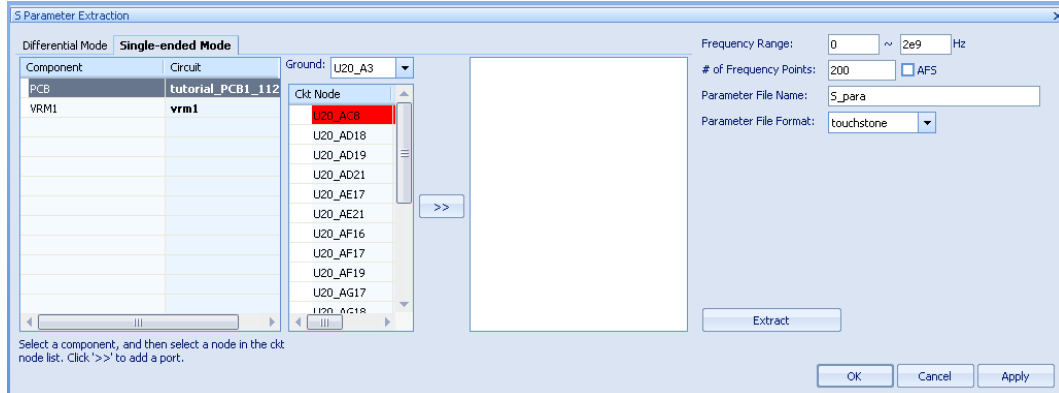 S Parameter Extraction
Differential Mode Single-ended Mode
Component Circuit
PCB tutorial_PCB1_112
VRM1 vrm1
Ground: U20_A3
Ckt Node
U20_AC8
U20_AD18
U20_AD19
U20_AD21
U20_AE17
U20_AE21
U20_AF16
U20_AF17
U20_AF19
U20_AG17
U20_AG18
>>
Select a component, and then select a node in the ckt
node list. Click '>>' to add a port.
Frequency Range: 0 ~ 2e9 Hz
# of Frequency Points: 200 AFS
Parameter File Name: S_para
Parameter File Format: touchstone
Extract
OK Cancel Apply